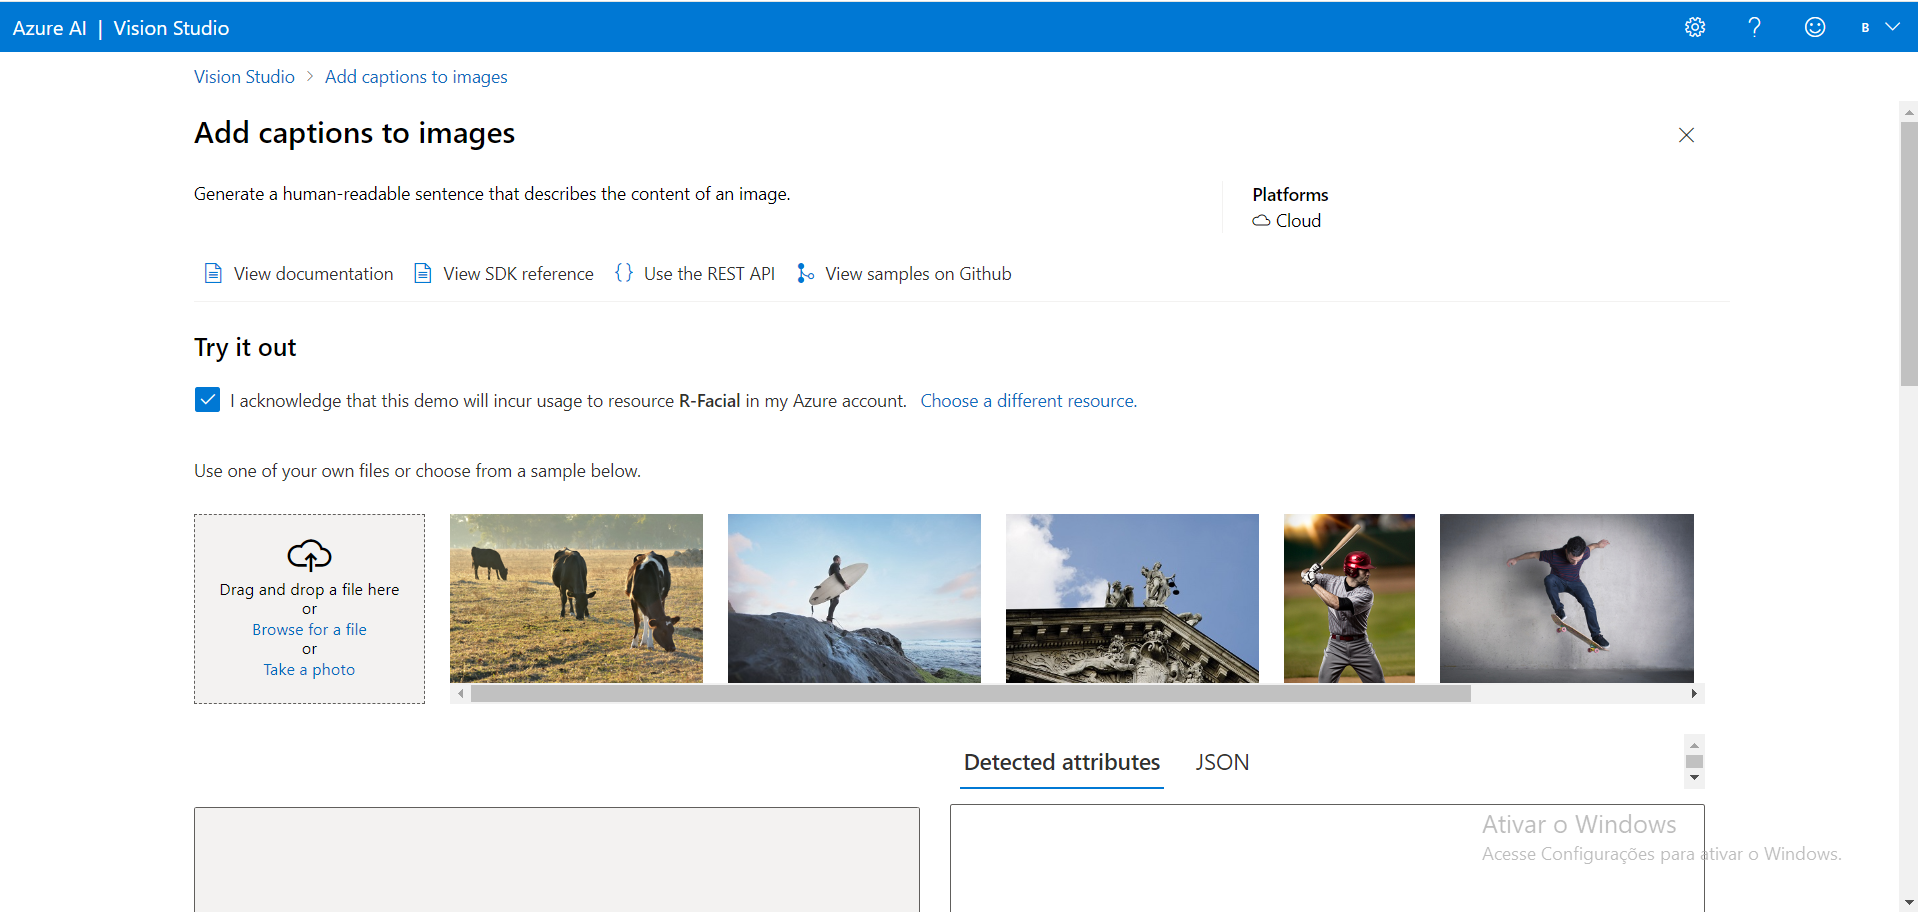 Azure AI | Vision Studio
B
Vision Studio > Add captions to images
Add captions to images
Generate a human-readable sentence that describes the content of an image.
Platforms
Cloud
View documentation View SDK reference {} Use the REST API View samples on Github
Try it out
I acknowledge that this demo will incur usage to resource R-Facial in my Azure account. Choose a different resource.
Use one of your own files or choose from a sample below.
Drag and drop a file here
or
Browse for a file
or
Take a photo
Detected attributes JSON
Ativar o Windows
Acesse Configurações para ativar o Windows.